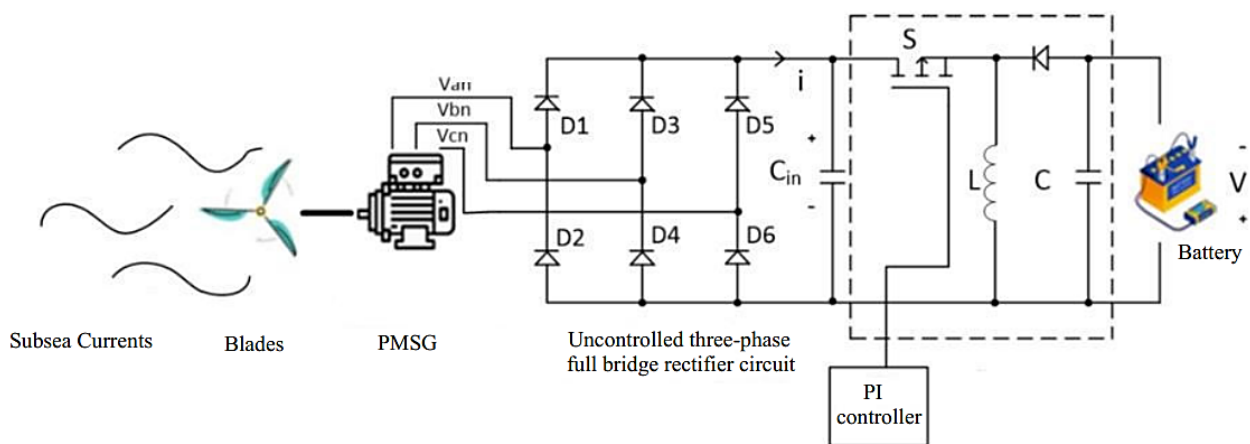 Van
Vbn
Vcn
D1
D3
D5
i
S
+
Cin
-
L
C
-
V
+
D2
D4
D6
Battery
Subsea Currents
Blades
PMSG
Uncontrolled three-phase
full bridge rectifier circuit
PI
controller